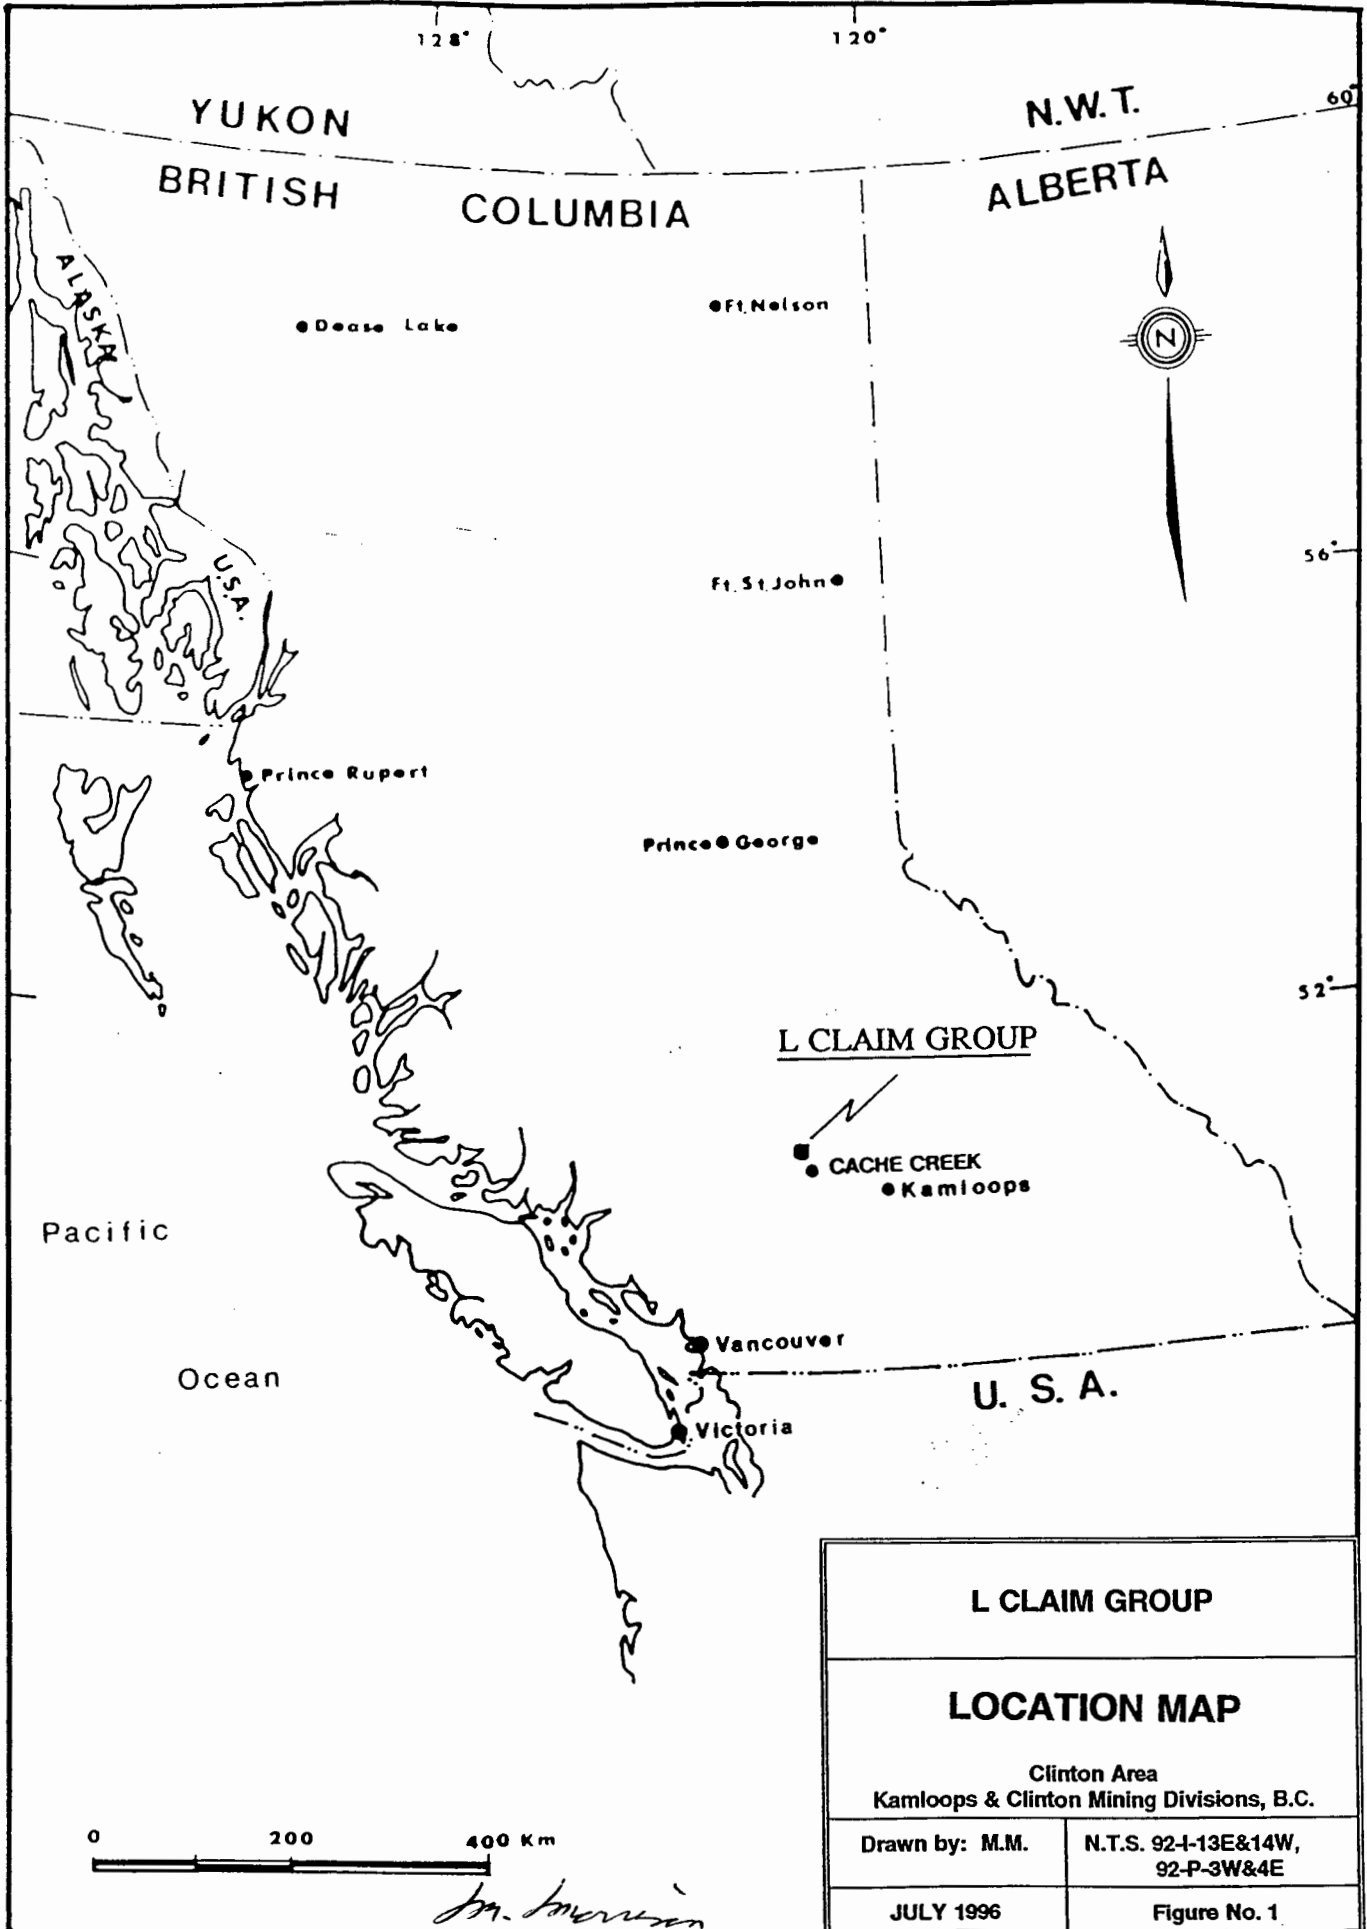 128°
120°
60°
YUKON
N.W.T.
BRITISH COLUMBIA
ALBERTA
ALASKA
Dease Lake
Ft. Nelson
N
56°
U.S.A.
Ft. St. John
Prince Rupert
Prince George
52°
L CLAIM GROUP
CACHE CREEK
Kamloops
Pacific
Vancouver
Ocean
U. S. A.
Victoria
L CLAIM GROUP
LOCATION MAP
Clinton Area
Kamloops & Clinton Mining Divisions, B.C.
Drawn by: M.M.
N.T.S. 92-I-13E&14W,
92-P-3W&4E
0 200 400 Km
M. Morrison
JULY 1996
Figure No. 1